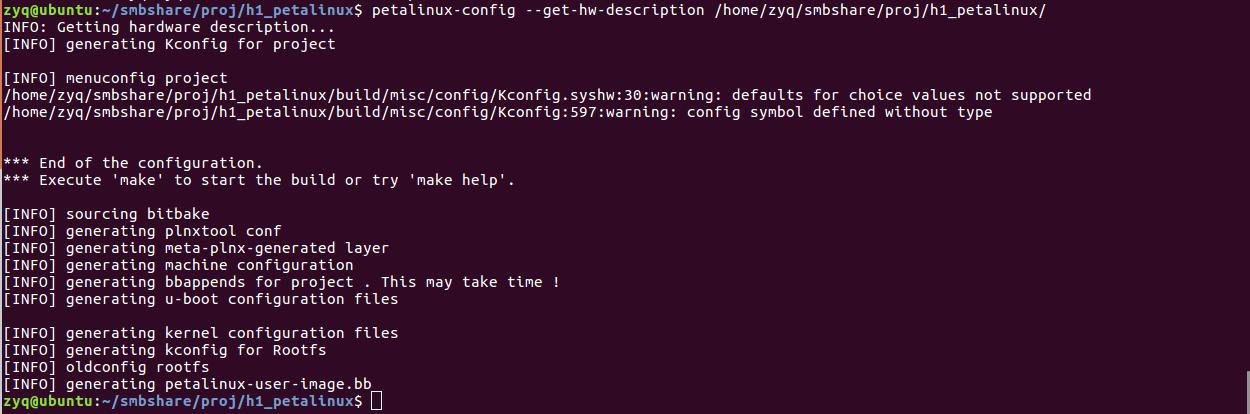 zyq@ubuntu:~/smbshare/proj/h1_petalinux$ petalinux-config --get-hw-description /home/zyq/smbshare/proj/h1_petalinux/
INFO: Getting hardware description...
[INFO] generating Kconfig for project
[INFO] menuconfig project
/home/zyq/smbshare/proj/h1_petalinux/build/misc/config/Kconfig.syshw:30:warning: defaults for choice values not supported
/home/zyq/smbshare/proj/h1_petalinux/build/misc/config/Kconfig:597:warning: config symbol defined without type
*** End of the configuration.
*** Execute 'make' to start the build or try 'make help'.
[INFO] sourcing bitbake
[INFO] generating plnxtool conf
[INFO] generating meta-plnx-generated layer
[INFO] generating machine configuration
[INFO] generating bbappends for project . This may take time !
[INFO] generating u-boot configuration files
[INFO] generating kernel configuration files
[INFO] generating kconfig for Rootfs
[INFO] oldconfig rootfs
[INFO] generating petalinux-user-image.bb
zyq@ubuntu:~/smbshare/proj/h1_petalinux$